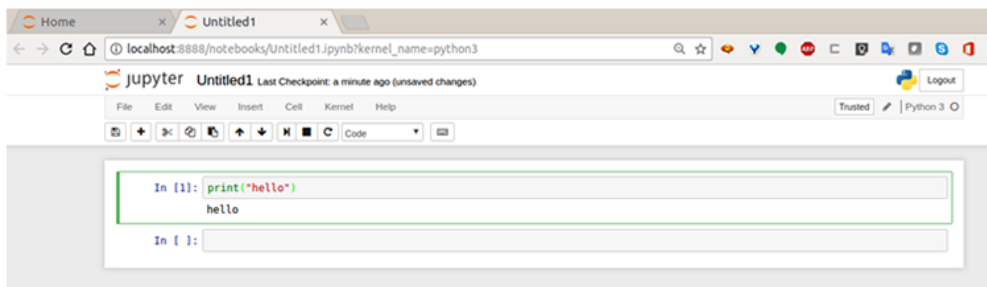 Home
Untitled1
localhost:8888/notebooks/Untitled1.ipynb?kernel_name=python3
ABP
jupyter Untitled1 Last Checkpoint: a minute ago (unsaved changes)
Logout
File Edit View Insert Cell Kernel Help
Trusted Python 3
Code
In [1]: print("hello")
hello
In [ ]: